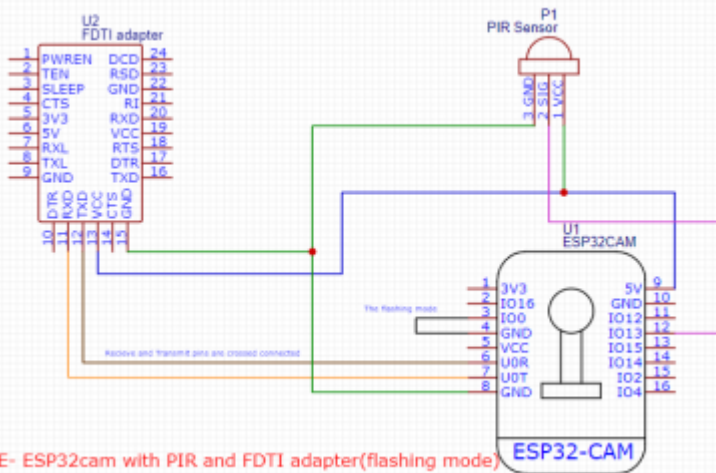 U2
FDTI adapter
1 PWREN DCD 24
2 TEN RSD 23
3 SLEEP GND 22
4 CTS RI 21
5 3V3 RXD 20
6 5V VCC 19
7 RXL RTS 18
8 TXL DTR 17
9 GND TXD 16
DTR RXD TXD VCC CTS GND
10 11 12 13 14 15
P1
PIR Sensor
3 GND
2 SIG
1 VCC
U1
ESP32CAM
1 3V3 5V 9
2 IO16 GND 10
3 IO0 IO12 11
4 GND IO13 12
5 VCC IO15 13
6 U0R IO14 14
7 U0T IO2 15
8 GND IO4 16
The flashing mode
Recieve and Transmit pins are crossed connected
ESP32-CAM
E- ESP32cam with PIR and FDTI adapter(flashing mode)